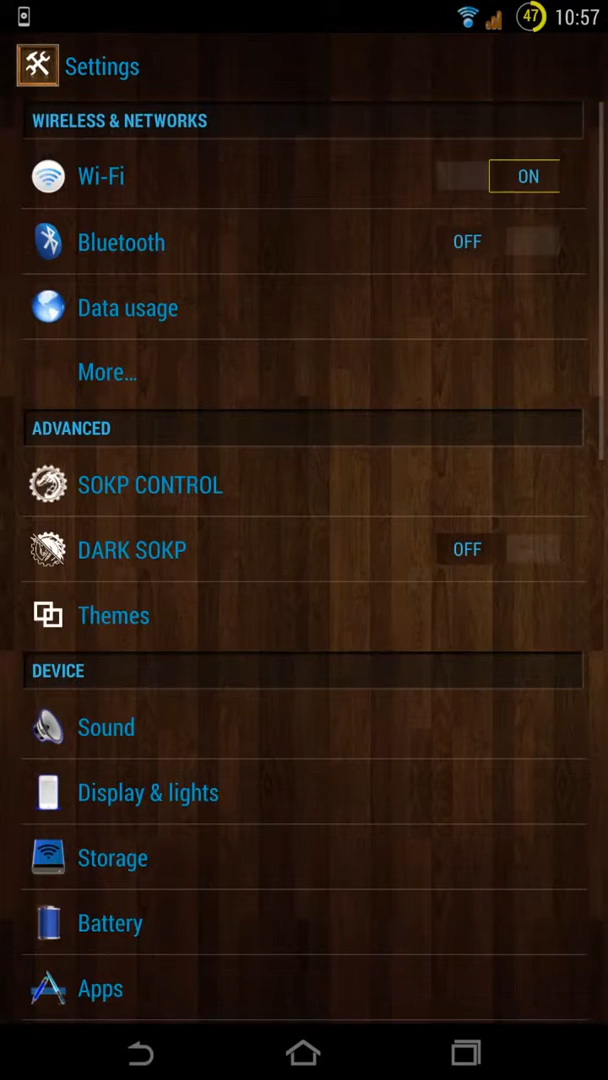 47 10:57
Settings
WIRELESS & NETWORKS
Wi-Fi ON
Bluetooth OFF
Data usage
More...
ADVANCED
SOKP CONTROL
DARK SOKP OFF
Themes
DEVICE
Sound
Display & lights
Storage
Battery
Apps